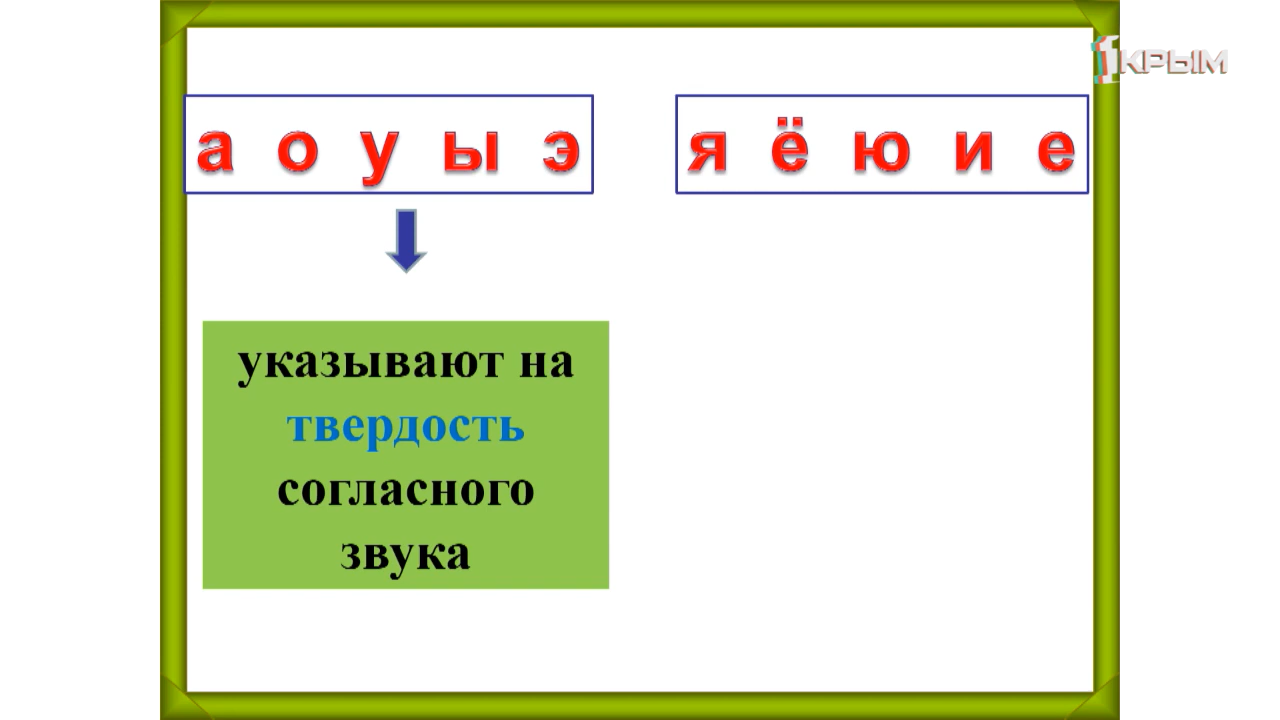 1КРЫМ
а о у ы э
я ё ю и е
указывают на
твердость
согласного
звука